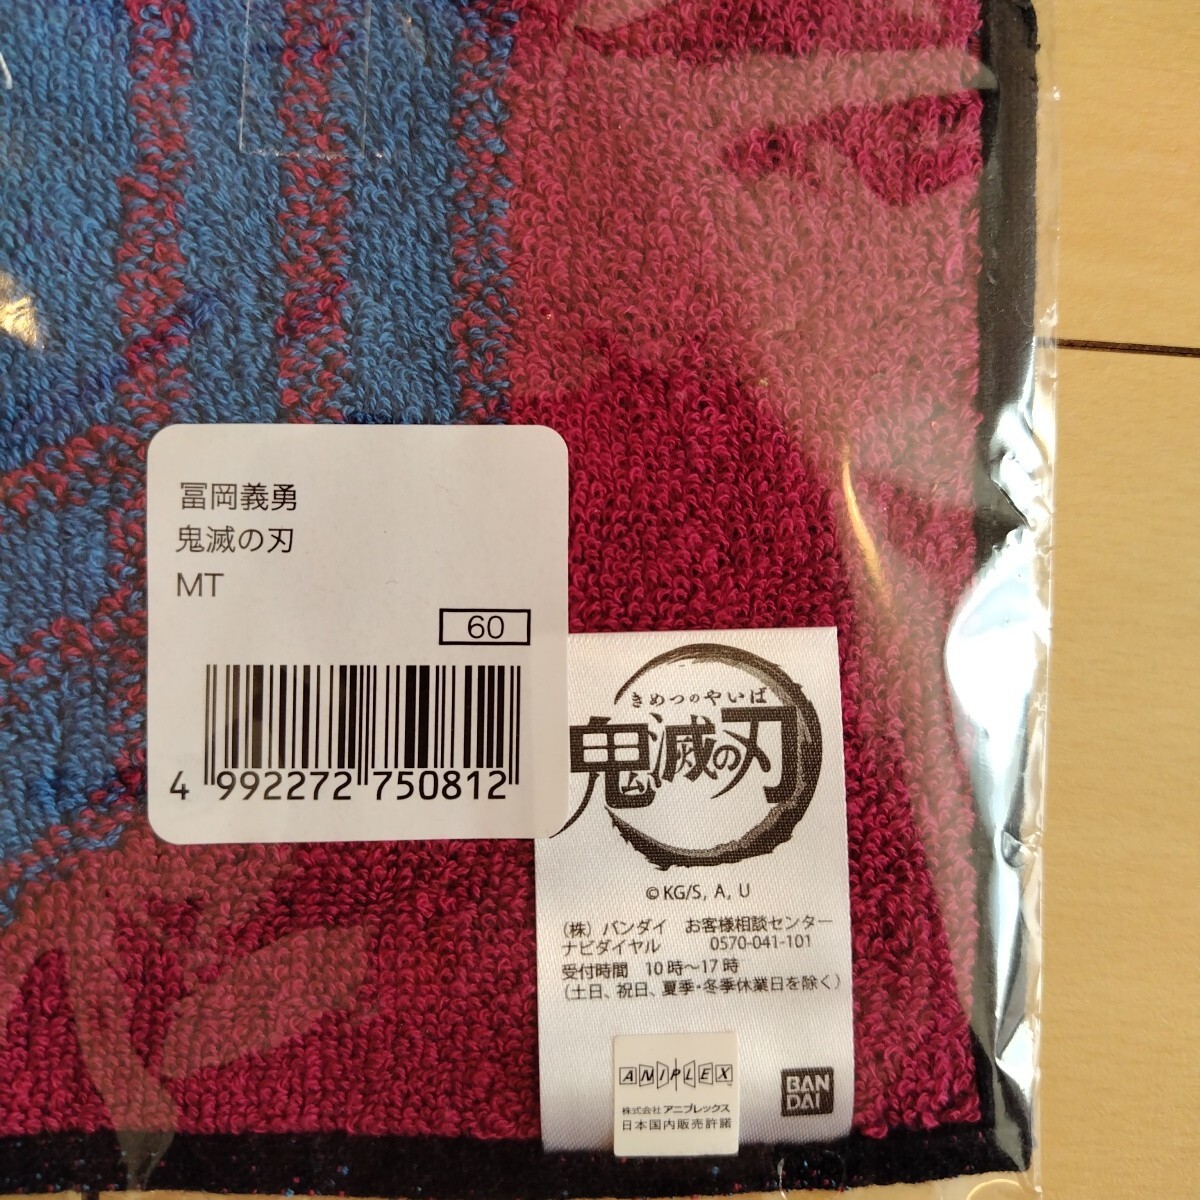 冨岡義勇
鬼滅の刃
MT
60
4 992272 750812
きめつのやいば
鬼滅の刃
©KG/S, A, U
(株) バンダイ お客様相談センター
ナビダイヤル 0570-041-101
受付時間 10時～17時
(土日、祝日、夏季・冬季休業日を除く)
ANIPLEX
株式会社 アニプレックス
日本国内販売許諾
BAN
DAI